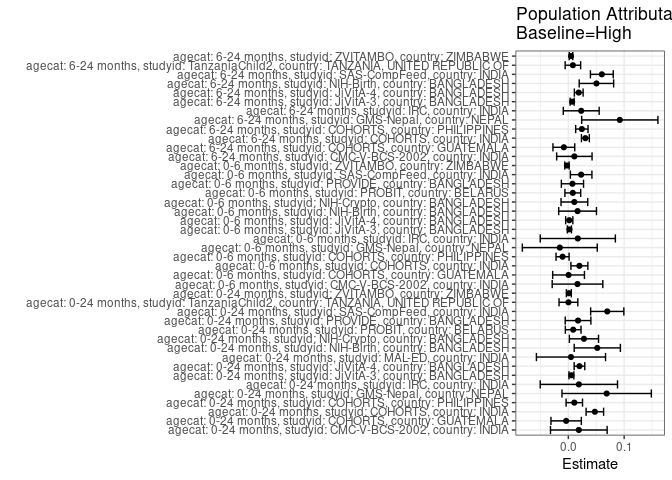 Population Attributa
Baseline=High
agecat: 6-24 months, studyid: ZVITAMBO, country: ZIMBABWE
agecat: 6-24 months, studyid: TanzaniaChild2, country: TANZANIA, UNITED REPUBLIC OF
agecat: 6-24 months, studyid: SAS-CompFeed, country: INDIA
agecat: 6-24 months, studyid: NIH-Birth, country: BANGLADESH
agecat: 6-24 months, studyid: JiVitA-4, country: BANGLADESH
agecat: 6-24 months, studyid: JiVitA-3, country: BANGLADESH
agecat: 6-24 months, studyid: IRC, country: INDIA
agecat: 6-24 months, studyid: GMS-Nepal, country: NEPAL
agecat: 6-24 months, studyid: COHORTS, country: PHILIPPINES
agecat: 6-24 months, studyid: COHORTS, country: INDIA
agecat: 6-24 months, studyid: COHORTS, country: GUATEMALA
agecat: 6-24 months, studyid: CMC-V-BCS-2002, country: INDIA
agecat: 0-6 months, studyid: ZVITAMBO, country: ZIMBABWE
agecat: 0-6 months, studyid: SAS-CompFeed, country: INDIA
agecat: 0-6 months, studyid: PROVIDE, country: BANGLADESH
agecat: 0-6 months, studyid: PROBIT, country: BELARUS
agecat: 0-6 months, studyid: NIH-Crypto, country: BANGLADESH
agecat: 0-6 months, studyid: NIH-Birth, country: BANGLADESH
agecat: 0-6 months, studyid: JiVitA-4, country: BANGLADESH
agecat: 0-6 months, studyid: JiVitA-3, country: BANGLADESH
agecat: 0-6 months, studyid: IRC, country: INDIA
agecat: 0-6 months, studyid: GMS-Nepal, country: NEPAL
agecat: 0-6 months, studyid: COHORTS, country: PHILIPPINES
agecat: 0-6 months, studyid: COHORTS, country: INDIA
agecat: 0-6 months, studyid: COHORTS, country: GUATEMALA
agecat: 0-6 months, studyid: CMC-V-BCS-2002, country: INDIA
agecat: 0-24 months, studyid: ZVITAMBO, country: ZIMBABWE
agecat: 0-24 months, studyid: TanzaniaChild2, country: TANZANIA, UNITED REPUBLIC OF
agecat: 0-24 months, studyid: SAS-CompFeed, country: INDIA
agecat: 0-24 months, studyid: PROVIDE, country: BANGLADESH
agecat: 0-24 months, studyid: PROBIT, country: BELARUS
agecat: 0-24 months, studyid: NIH-Crypto, country: BANGLADESH
agecat: 0-24 months, studyid: NIH-Birth, country: BANGLADESH
agecat: 0-24 months, studyid: MAL-ED, country: INDIA
agecat: 0-24 months, studyid: JiVitA-4, country: BANGLADESH
agecat: 0-24 months, studyid: JiVitA-3, country: BANGLADESH
agecat: 0-24 months, studyid: IRC, country: INDIA
agecat: 0-24 months, studyid: GMS-Nepal, country: NEPAL
agecat: 0-24 months, studyid: COHORTS, country: PHILIPPINES
agecat: 0-24 months, studyid: COHORTS, country: INDIA
agecat: 0-24 months, studyid: COHORTS, country: GUATEMALA
agecat: 0-24 months, studyid: CMC-V-BCS-2002, country: INDIA
0.0 0.1
Estimate